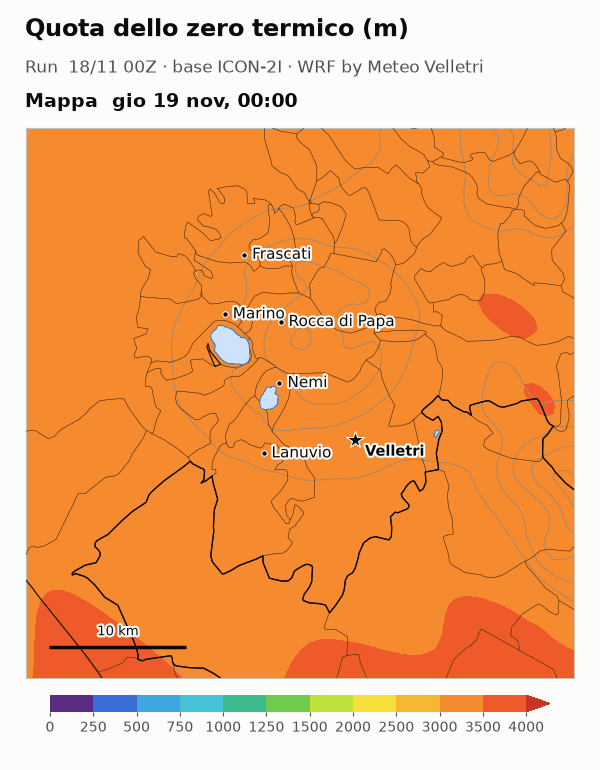 Quota dello zero termico (m)
Run  18/11 00Z · base ICON-2I · WRF by Meteo Velletri
Mappa  gio 19 nov, 00:00
Frascati
Marino
Rocca di Papa
Nemi
Velletri
Lanuvio
10 km
0 250 500 750 1000 1250 1500 2000 2500 3000 3500 4000